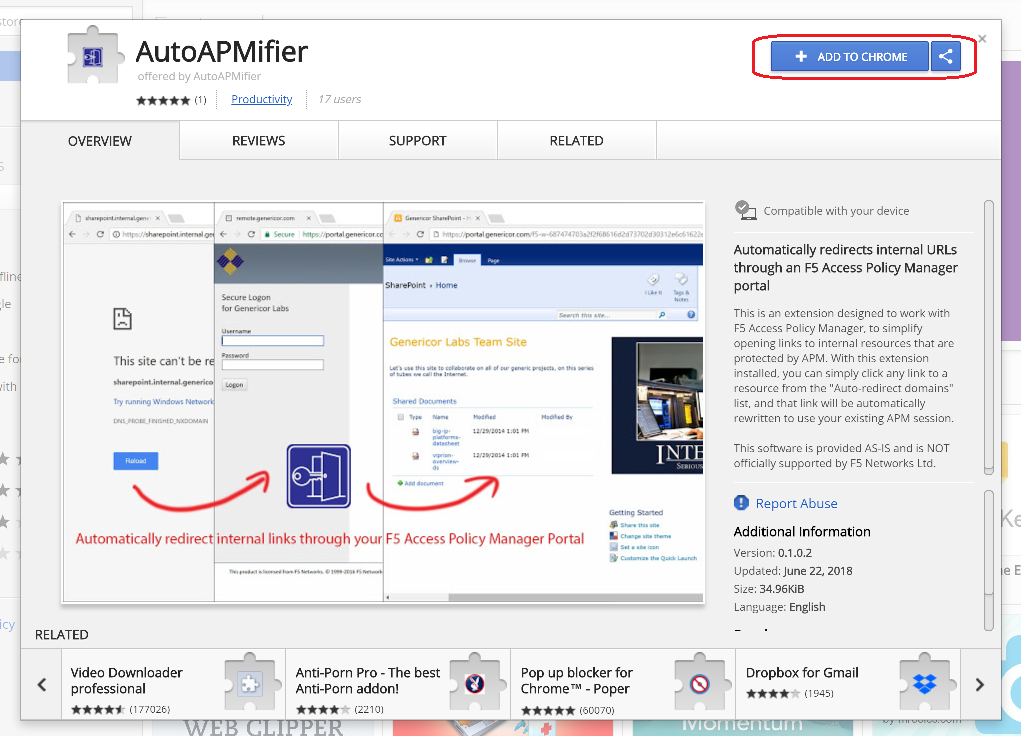 store
AutoAPMifier
offered by AutoAPMifier
(1)
Productivity
17 users
+ ADD TO CHROME
×
OVERVIEW
REVIEWS
SUPPORT
RELATED
sharepoint.internal.gene ×
https://sharepoint.internal.g
This site can't be re
sharepoint.internal.generico
Try running Windows Network
DNS_PROBE_FINISHED_NXDOMAIN
Reload
remote.genericor.com ×
Secure
https://portal.genericor.co
Secure Logon
for Genericor Labs
Username
Password
Logon
This product is licensed from F5 Networks. © 1999-2016 F5 Network
Genericor SharePoint - H ×
https://portal.genericor.com/f5-w-687474703a2f2f68616d2d73702d30312e6c61622e
Site Actions
Browse
Page
SharePoint › Home
I Like It
Tags &
Notes
Search this site...
Genericor Labs Team Site
Let's use this site to collaborate on all of our generic projects, on this series
of tubes we call the Internet.
Shared Documents
Type Name Modified Modified By
big-ip-
platforms-
datasheet
12/29/2014 1:01 PM
viprion-
overview-
ds
12/29/2014 1:01 PM
Add document
INTE
SERIOUS
Getting Started
Share this site
Change site theme
Set a site icon
Customize the Quick Launch
Automatically redirect internal links through your F5 Access Policy Manager Portal
Compatible with your device
Automatically redirects internal URLs
through an F5 Access Policy Manager
portal
This is an extension designed to work with
F5 Access Policy Manager, to simplify
opening links to internal resources that are
protected by APM. With this extension
installed, you can simply click any link to a
resource from the "Auto-redirect domains"
list, and that link will be automatically
rewritten to use your existing APM session.
This software is provided AS-IS and is NOT
officially supported by F5 Networks Ltd.
Report Abuse
Additional Information
Version: 0.1.0.2
Updated: June 22, 2018
Size: 34.96KiB
Language: English
RELATED
Video Downloader
professional
(177026)
Anti-Porn Pro - The best
Anti-Porn addon!
(2210)
Pop up blocker for
Chrome™ - Poper
(60070)
Dropbox for Gmail
(1945)
WEB CLIPPER
Momentum